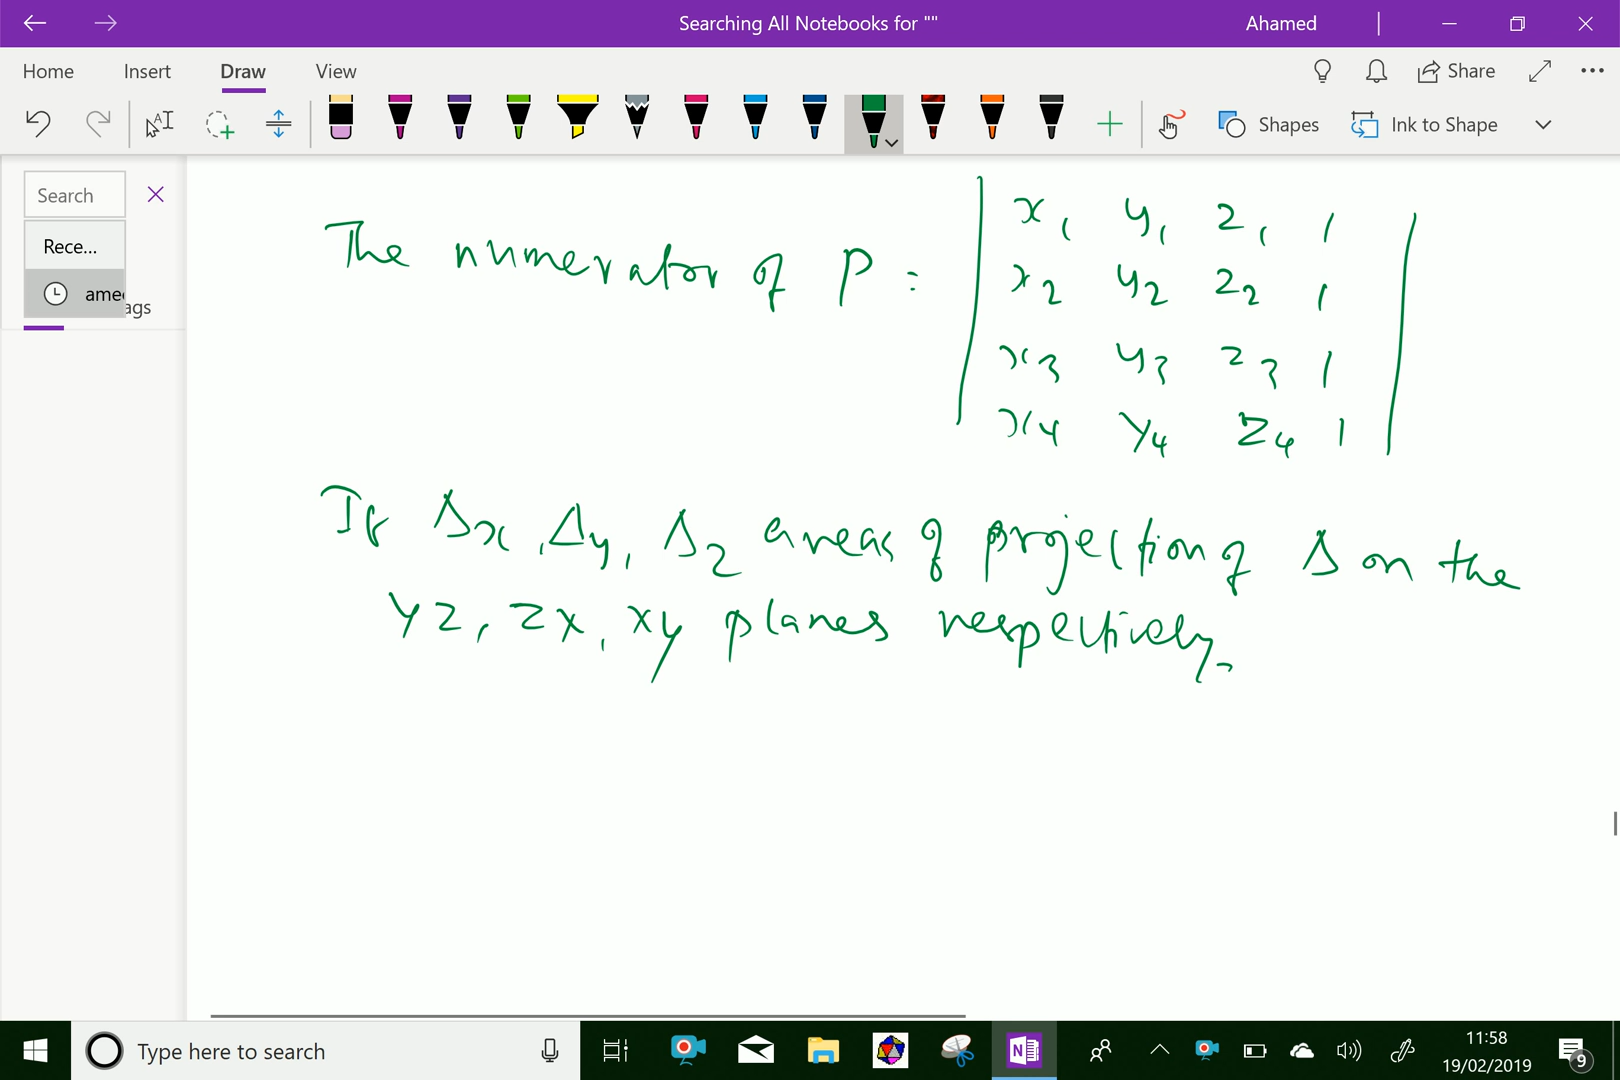 Searching All Notebooks for ""
Ahamed
Home Insert Draw View
Share
Shapes
Ink to Shape
Search
Rece...
ame
ags
The numerator of P =
x1 y1 z1 1
x2 y2 z2 1
x3 y3 z3 1
x4 y4 z4 1
If Δx, Δy, Δz areas of projection of Δ on the
yz, zx, xy planes respectively.
Type here to search
11:58
19/02/2019
9